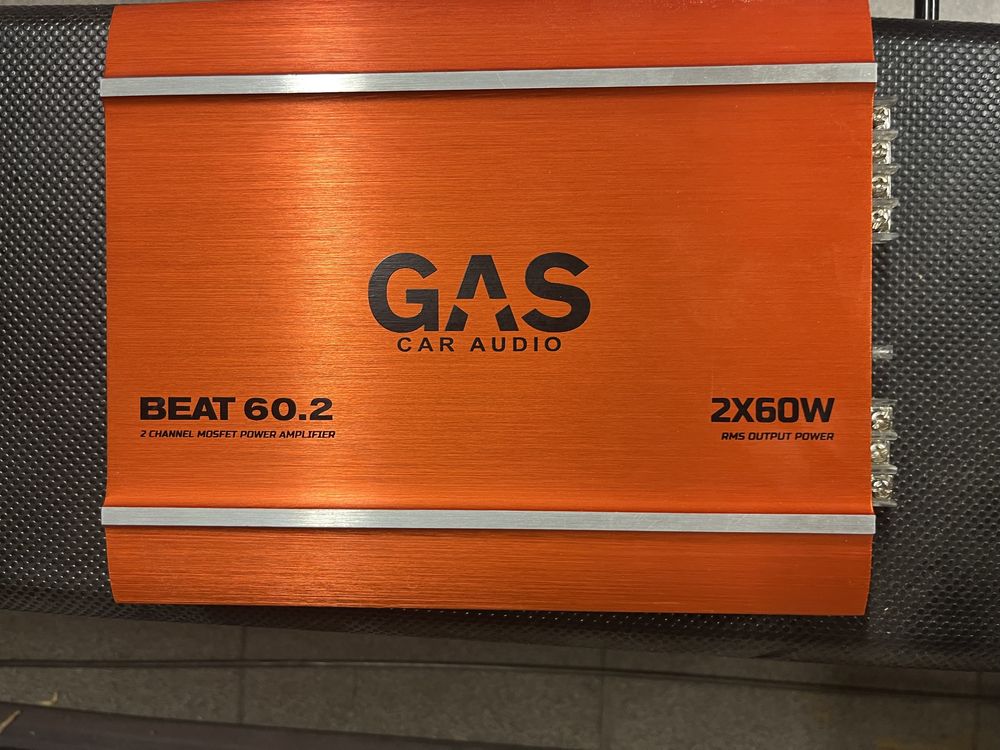 GAS
CAR AUDIO
BEAT 60.2
2 CHANNEL MOSFET POWER AMPLIFIER
2X60W
RMS OUTPUT POWER